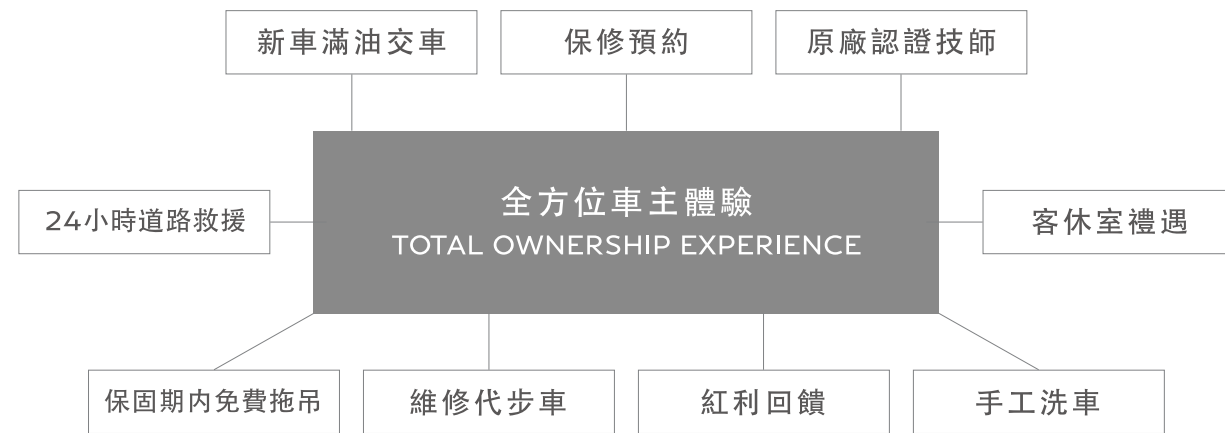 新車滿油交車
保修預約
原廠認證技師
全方位車主體驗
TOTAL OWNERSHIP EXPERIENCE
24小時道路救援
客休室禮遇
保固期內免費拖吊
維修代步車
紅利回饋
手工洗車